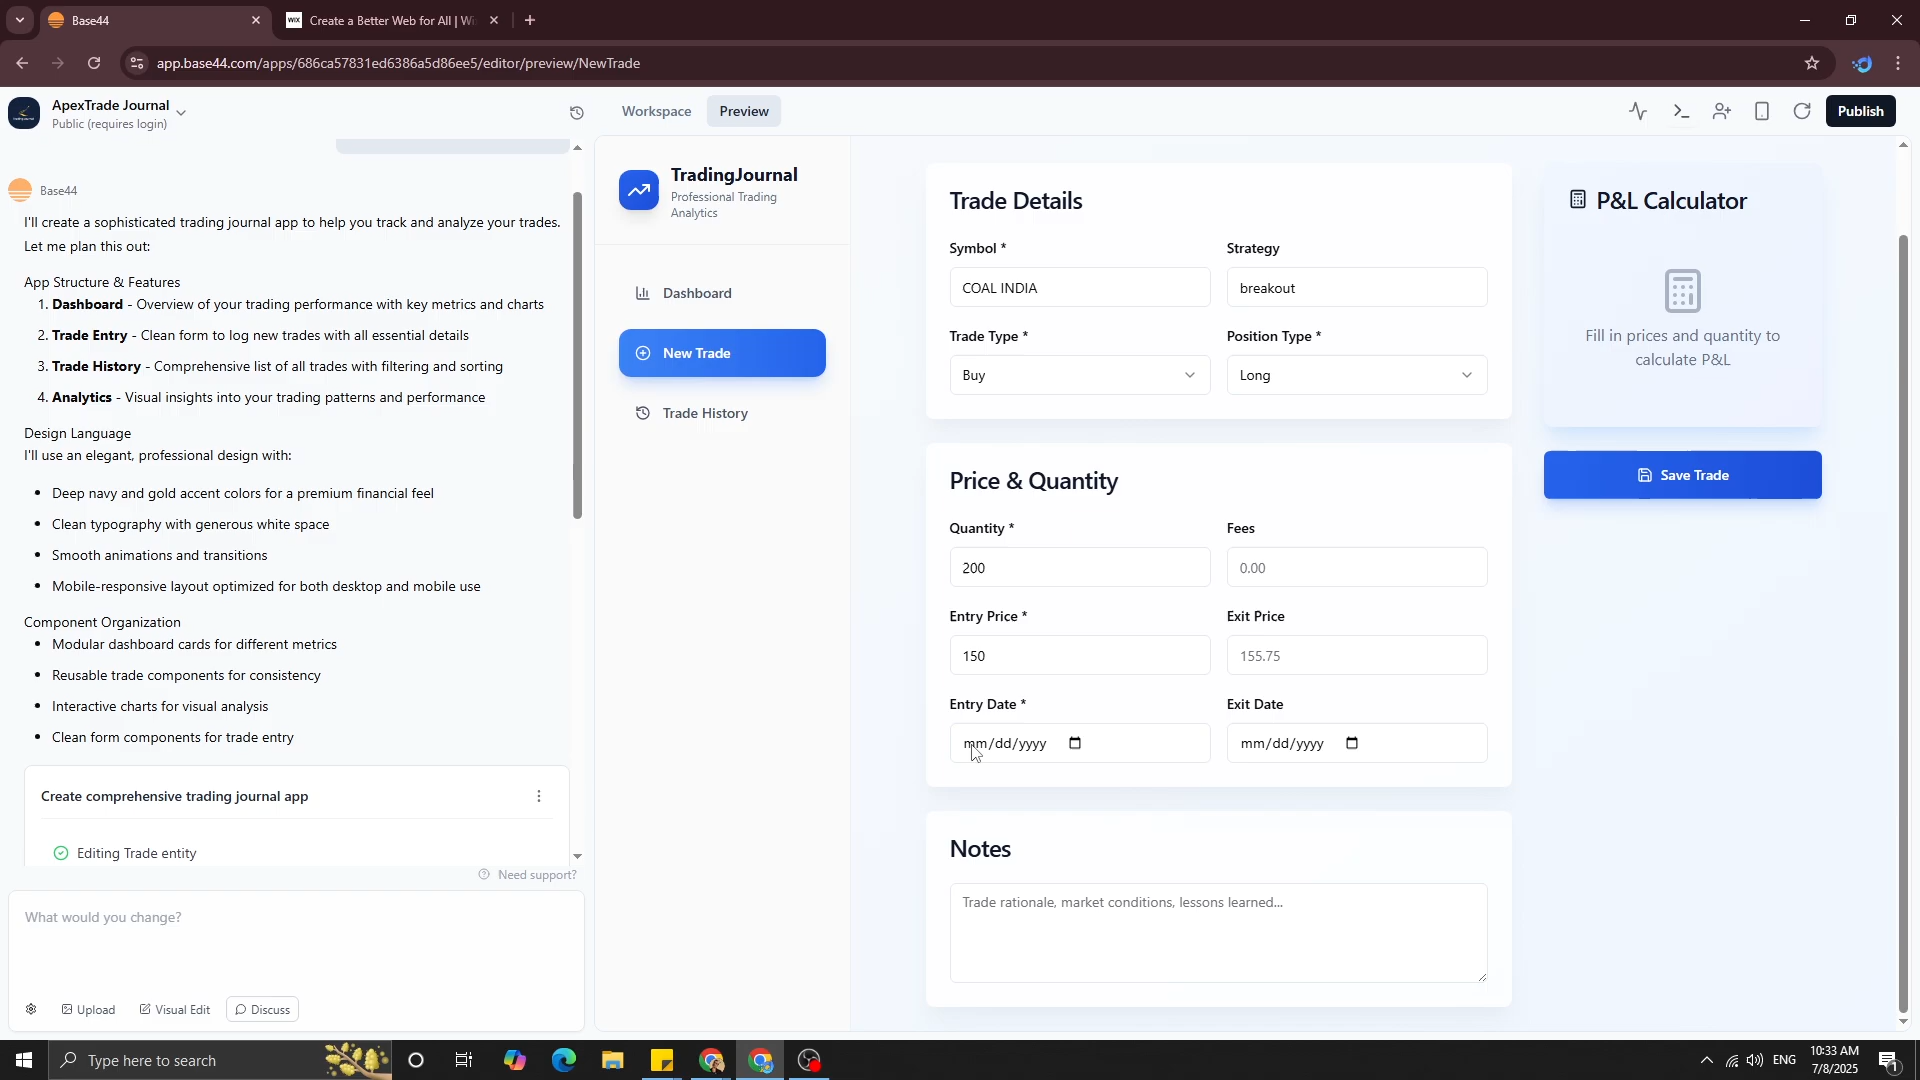 Base44
WIX Create a Better Web for All | Wi
app.base44.com/apps/686ca57831ed6386a5d86ee5/editor/preview/NewTrade
ApexTrade Journal
Public (requires login)
Workspace
Preview
Publish
Base44
I'll create a sophisticated trading journal app to help you track and analyze your trades.
Let me plan this out:
App Structure & Features
1. Dashboard - Overview of your trading performance with key metrics and charts
2. Trade Entry - Clean form to log new trades with all essential details
3. Trade History - Comprehensive list of all trades with filtering and sorting
4. Analytics - Visual insights into your trading patterns and performance
Design Language
I'll use an elegant, professional design with:
• Deep navy and gold accent colors for a premium financial feel
• Clean typography with generous white space
• Smooth animations and transitions
• Mobile-responsive layout optimized for both desktop and mobile use
Component Organization
• Modular dashboard cards for different metrics
• Reusable trade components for consistency
• Interactive charts for visual analysis
• Clean form components for trade entry
Create comprehensive trading journal app
Editing Trade entity
Need support?
What would you change?
Upload
Visual Edit
Discuss
TradingJournal
Professional Trading
Analytics
Dashboard
New Trade
Trade History
Trade Details
Symbol *
Strategy
COAL INDIA
breakout
Trade Type *
Position Type *
Buy
Long
Price & Quantity
Quantity *
Fees
200
0.00
Entry Price *
Exit Price
150
155.75
Entry Date *
Exit Date
mm/dd/yyyy
mm/dd/yyyy
Notes
Trade rationale, market conditions, lessons learned...
P&L Calculator
Fill in prices and quantity to
calculate P&L
Save Trade
Type here to search
ENG
10:33 AM
7/8/2025
1